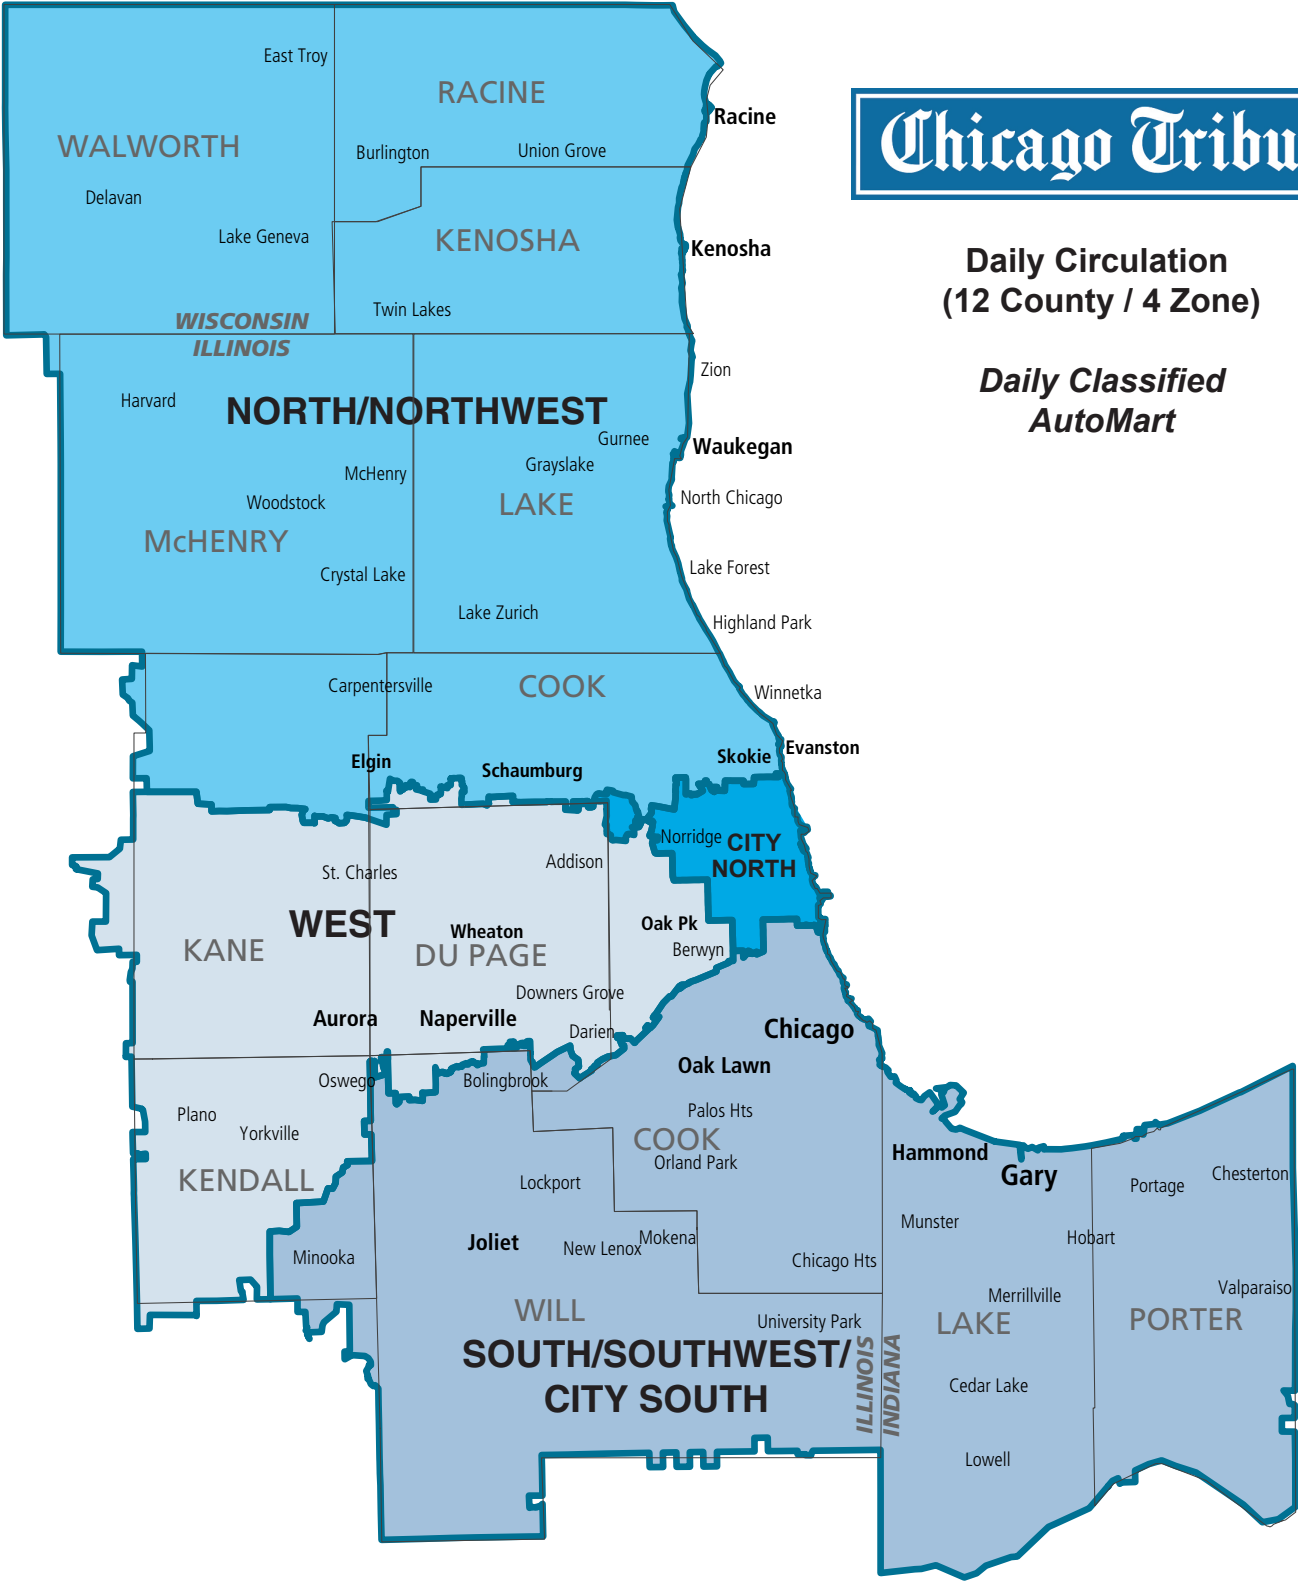 East Troy
RACINE
Racine
Chicago Tribu
WALWORTH
Burlington
Union Grove
Delavan
Lake Geneva
KENOSHA
Kenosha
Daily Circulation
(12 County / 4 Zone)
Twin Lakes
WISCONSIN
ILLINOIS
Zion
Daily Classified
AutoMart
Harvard
NORTH/NORTHWEST
Gurnee
Waukegan
Grayslake
McHenry
Woodstock
LAKE
North Chicago
McHENRY
Crystal Lake
Lake Forest
Lake Zurich
Highland Park
Carpentersville
COOK
Winnetka
Elgin
Schaumburg
Skokie
Evanston
Norridge
CITY
NORTH
St. Charles
Addison
WEST
Wheaton
Oak Pk
KANE
DU PAGE
Berwyn
Downers Grove
Aurora
Naperville
Darien
Chicago
Oak Lawn
Oswego
Bolingbrook
Plano
Yorkville
Palos Hts
COOK
KENDALL
Orland Park
Hammond
Gary
Lockport
Portage
Chesterton
Munster
Hobart
Minooka
Joliet
New Lenox
Mokena
Chicago Hts
Merrillville
Valparaiso
WILL
University Park
LAKE
PORTER
SOUTH/SOUTHWEST/
CITY SOUTH
ILLINOIS
INDIANA
Cedar Lake
Lowell